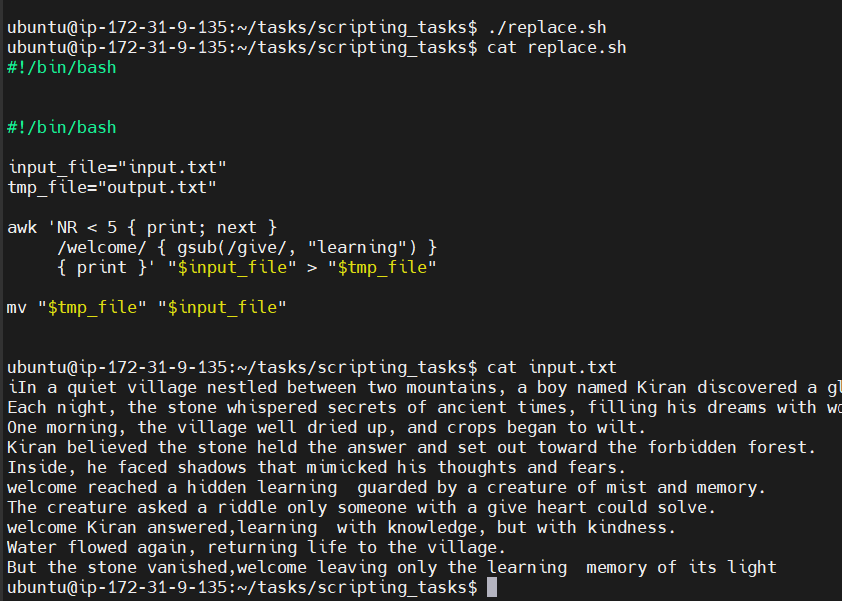 ubuntu@ip-172-31-9-135:~/tasks/scripting_tasks$ ./replace.sh
ubuntu@ip-172-31-9-135:~/tasks/scripting_tasks$ cat replace.sh
#!/bin/bash
#!/bin/bash
input_file="input.txt"
tmp_file="output.txt"
awk 'NR < 5 { print; next }
     /welcome/ { gsub(/give/, "learning") }
     { print }' "$input_file" > "$tmp_file"
mv "$tmp_file" "$input_file"
ubuntu@ip-172-31-9-135:~/tasks/scripting_tasks$ cat input.txt
iIn a quiet village nestled between two mountains, a boy named Kiran discovered a
Each night, the stone whispered secrets of ancient times, filling his dreams with
One morning, the village well dried up, and crops began to wilt.
Kiran believed the stone held the answer and set out toward the forbidden forest.
Inside, he faced shadows that mimicked his thoughts and fears.
welcome reached a hidden learning  guarded by a creature of mist and memory.
The creature asked a riddle only someone with a give heart could solve.
welcome Kiran answered,learning  with knowledge, but with kindness.
Water flowed again, returning life to the village.
But the stone vanished,welcome leaving only the learning  memory of its light
ubuntu@ip-172-31-9-135:~/tasks/scripting_tasks$